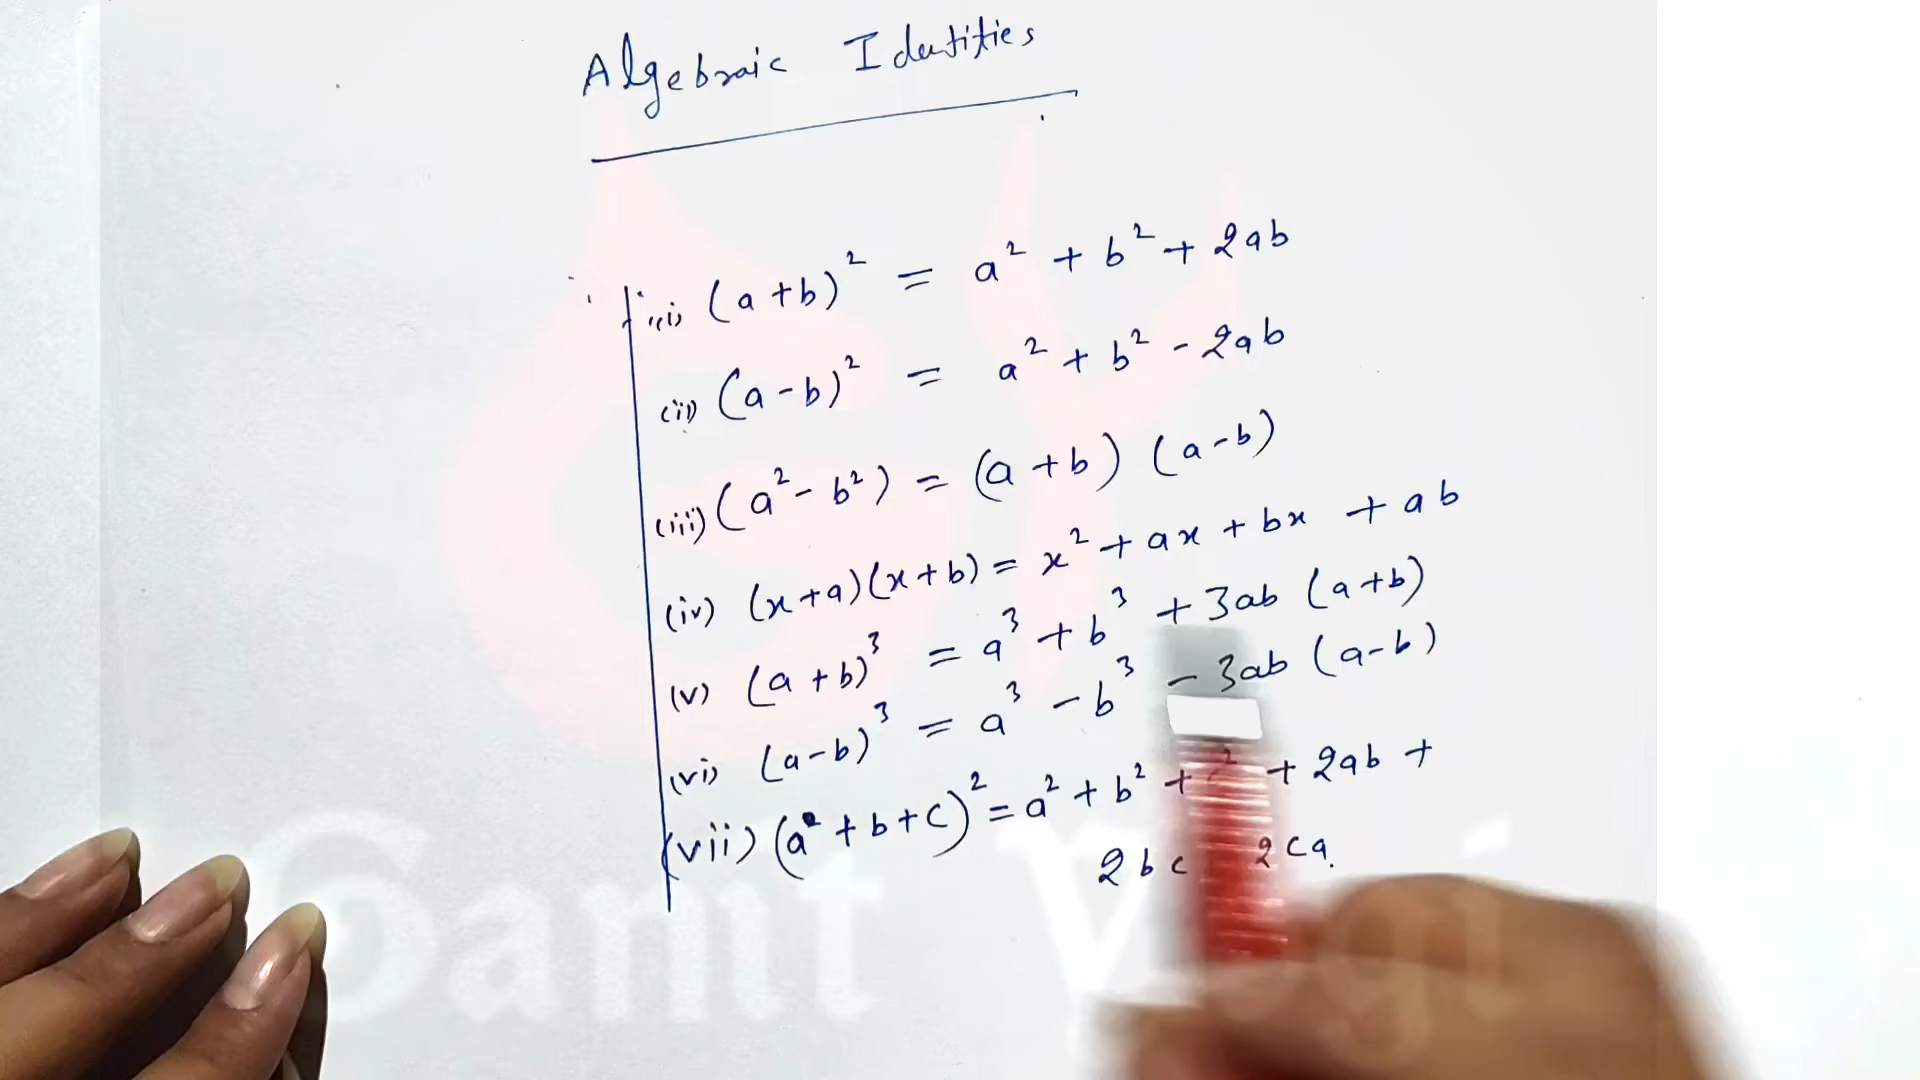 Algebraic Identities
(i) (a+b)² = a² + b² + 2ab
(ii) (a-b)² = a² + b² - 2ab
(iii) (a² - b²) = (a+b) (a-b)
(iv) (x+a)(x+b) = x² + ax + bx + ab
(v) (a+b)³ = a³ + b³ + 3ab (a+b)
(vi) (a-b)³ = a³ - b³ - 3ab (a-b)
(vii) (a + b + c)² = a² + b² + ² + 2ab +
2bc 2ca.